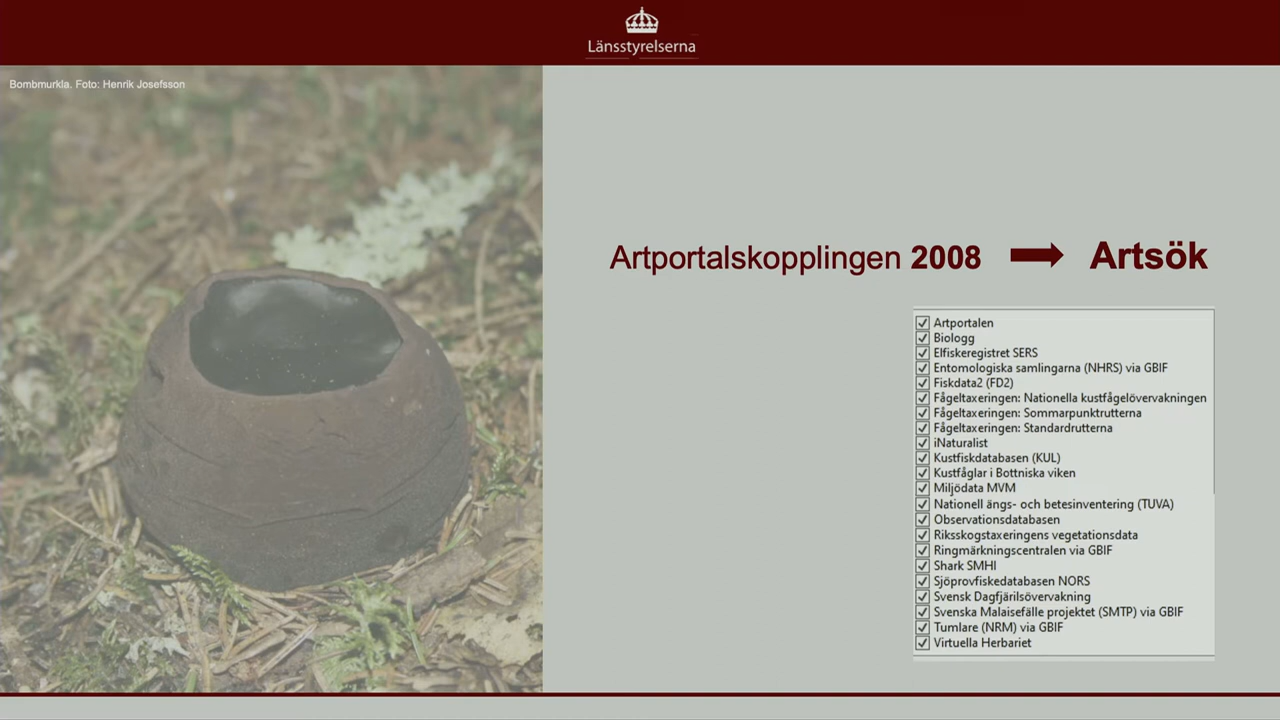 Länsstyrelserna
Bombmurkla. Foto: Henrik Josefsson
Artportalskopplingen 2008 Artsök
Artportalen
Biologg
Elfiskeregistret SERS
Entomologiska samlingarna (NHRS) via GBIF
Fiskdata2 (FD2)
Fågeltaxeringen: Nationella kustfågelövervakningen
Fågeltaxeringen: Sommarpunktrutterna
Fågeltaxeringen: Standardrutterna
iNaturalist
Kustfiskdatabasen (KUL)
Kustfåglar i Bottniska viken
Miljödata MVM
Nationell ängs- och betesinventering (TUVA)
Observationsdatabasen
Riksskogstaxeringens vegetationsdata
Ringmärkningscentralen via GBIF
Shark SMHI
Sjöprovfiskedatabasen NORS
Svensk Dagfjärilsövervakning
Svenska Malaisefälle projektet (SMTP) via GBIF
Tumlare (NRM) via GBIF
Virtuella Herbariet